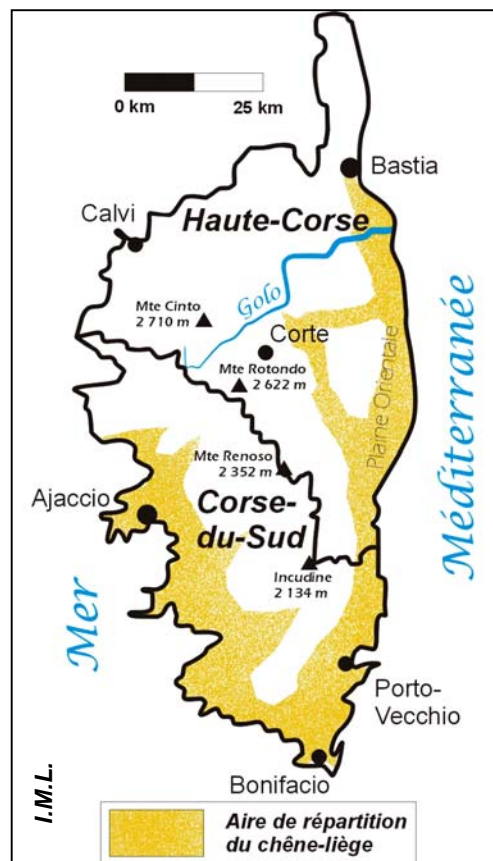 0 km 25 km
Bastia
Calvi
Haute-Corse
Golo
Mte Cinto
2 710 m
Corte
Mte Rotondo
2 622 m
Plaine Orientale
Méditerranée
Mte Renoso
2 352 m
Ajaccio
Corse-
du-Sud
Incudine
2 134 m
Mer
Porto-
Vecchio
Bonifacio
I.M.L.
Aire de répartition
du chêne-liège